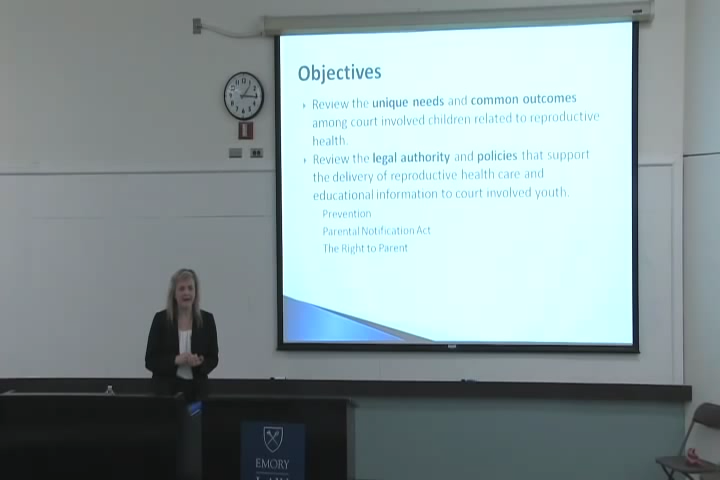 Objectives
Review the unique needs and common outcomes
among court involved children related to reproductive
health.
Review the legal authority and policies that support
the delivery of reproductive health care and
educational information to court involved youth.
Prevention
Parental Notification Act
The Right to Parent
EMORY
LAW